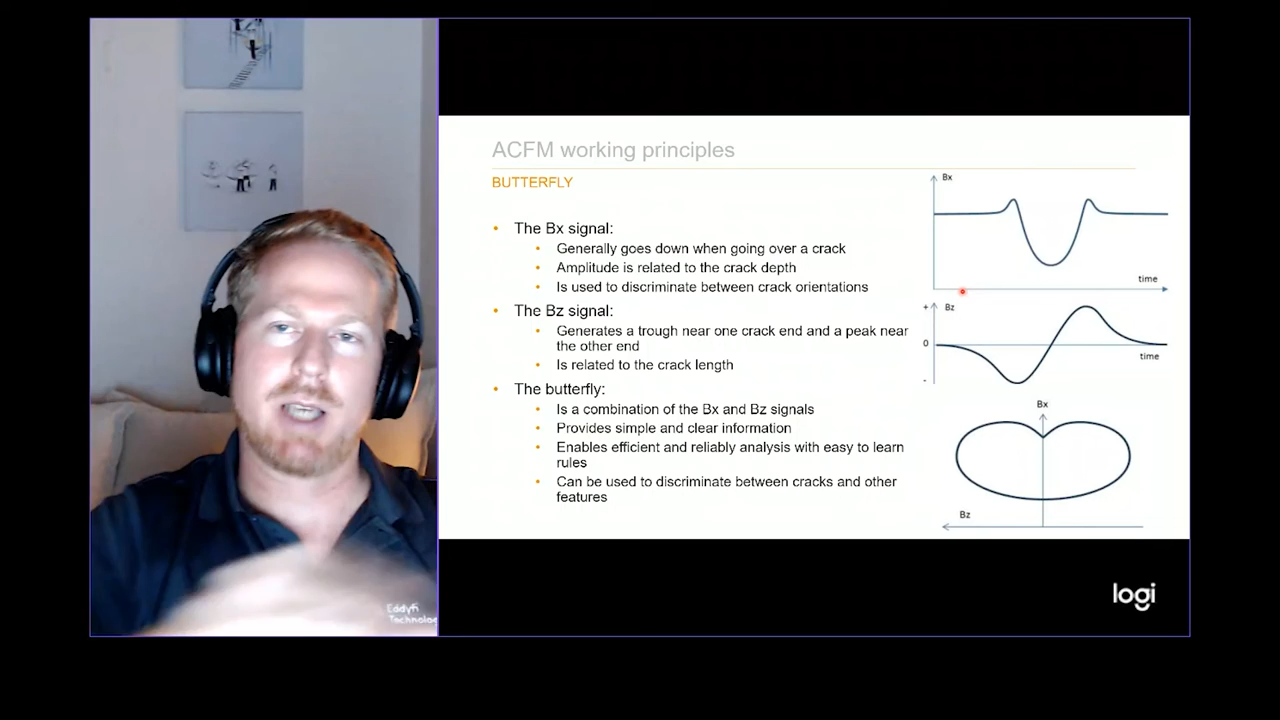 ACFM working principles
BUTTERFLY
• The Bx signal:
• Generally goes down when going over a crack
• Amplitude is related to the crack depth
• Is used to discriminate between crack orientations
• The Bz signal:
• Generates a trough near one crack end and a peak near
the other end
• Is related to the crack length
• The butterfly:
• Is a combination of the Bx and Bz signals
• Provides simple and clear information
• Enables efficient and reliably analysis with easy to learn
rules
• Can be used to discriminate between cracks and other
features
Bx
time
+ Bz
0
time
-
Bx
Bz
Eddyfi
Technolo
logi